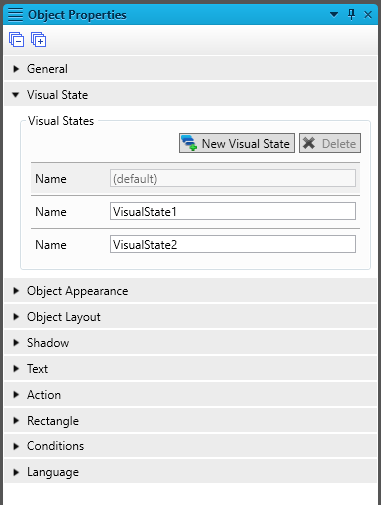 Object Properties
General
Visual State
Visual States
New Visual State Delete
Name (default)
Name VisualState1
Name VisualState2
Object Appearance
Object Layout
Shadow
Text
Action
Rectangle
Conditions
Language